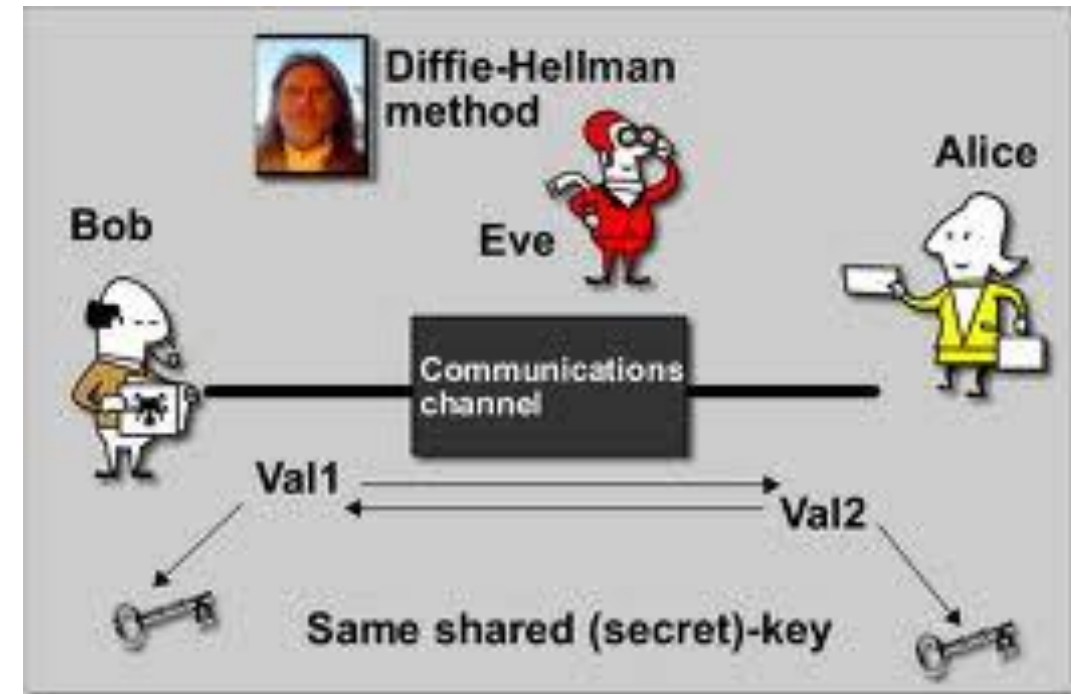 Diffie-Hellman
method
Alice
Bob
Eve
Communications
channel
Val1
Val2
Same shared (secret)-key